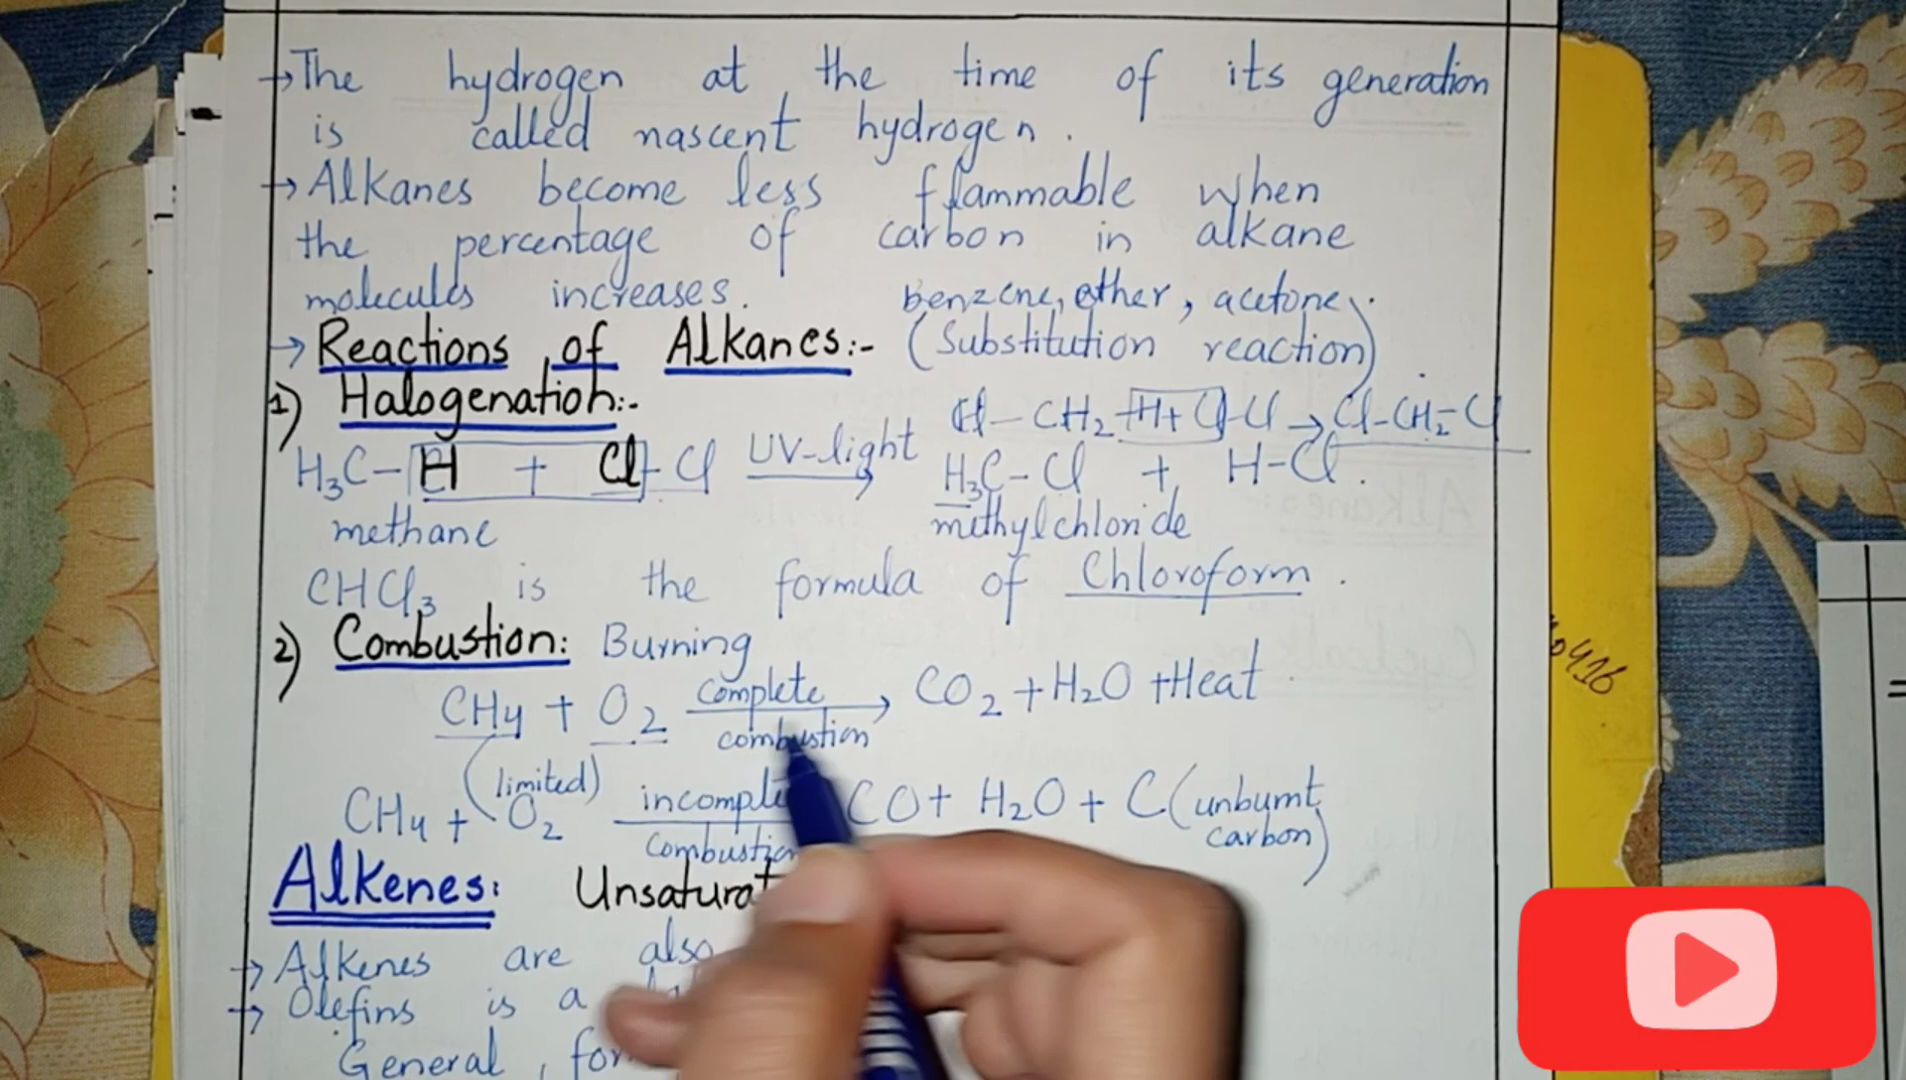 →The hydrogen at the time of its generation
is called nascent hydrogen.
→Alkanes become less flammable when
the percentage of carbon in alkane
molecules increases. benzene, ether, acetone.
→Reactions of Alkanes:- (Substitution reaction)
1) Halogenation:-
Cl-CH₂-H+Cl-Cl→Cl-CH₂-Cl
H₃C-H + Cl-Cl UV-light → H₃C-Cl + H-Cl.
methane methylchloride
CHCl₃ is the formula of Chloroform.
2) Combustion: Burning
CH₄ + O₂ complete combustion → CO₂ + H₂O + Heat
CH₄ + O₂ (limited) incomplet combustion CO + H₂O + C (unburnt carbon)
Alkenes: Unsaturat
→ Alkenes are also
→ Olefins is a
General
0416